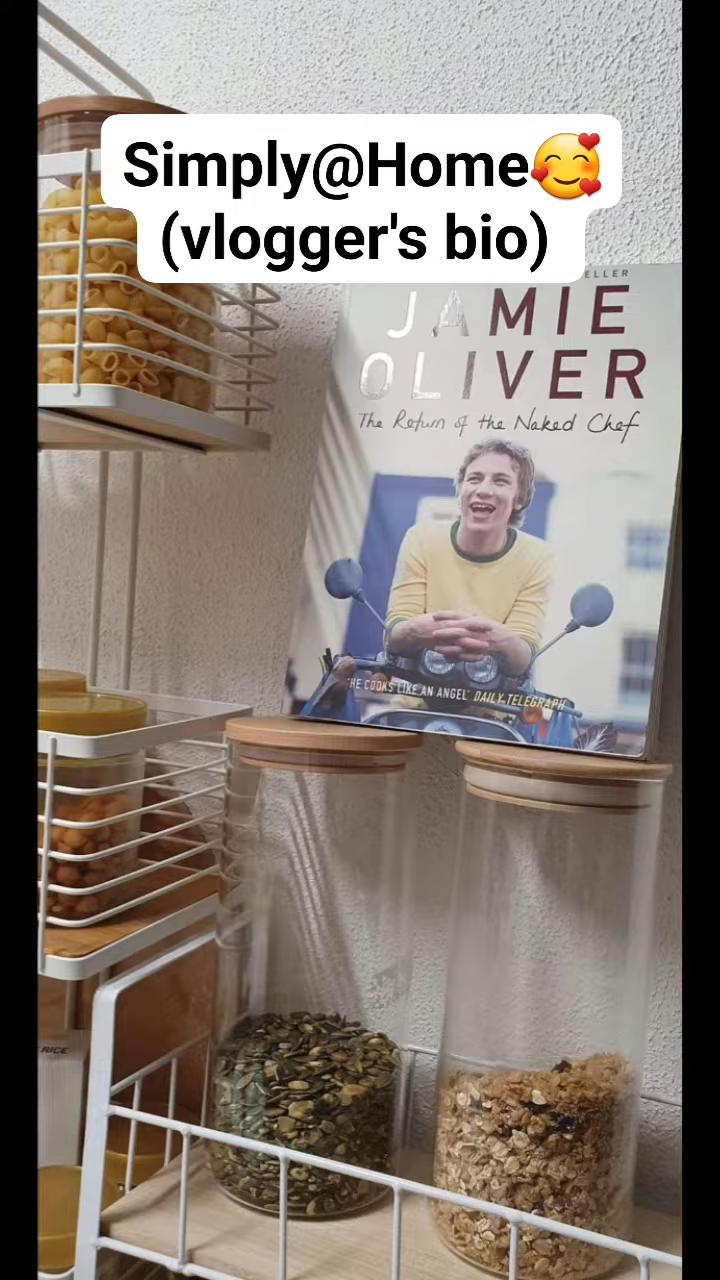 Simply@Home🥰
(vlogger's bio)
ELLER
JAMIE
OLIVER
The Return of the Naked Chef
'HE COOKS LIKE AN ANGEL' DAILY TELEGRAPH
RICE